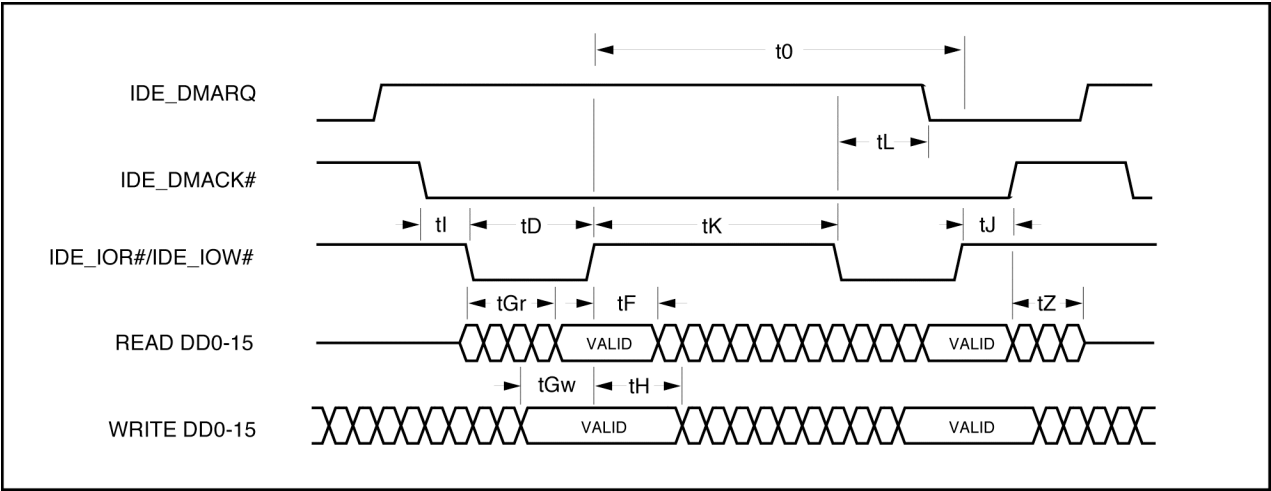 t0
IDE_DMARQ
tL
IDE_DMACK#
tI tD tK tJ
IDE_IOR#/IDE_IOW#
tGr tF tZ
READ DD0-15 VALID VALID
tGw tH
WRITE DD0-15 VALID VALID